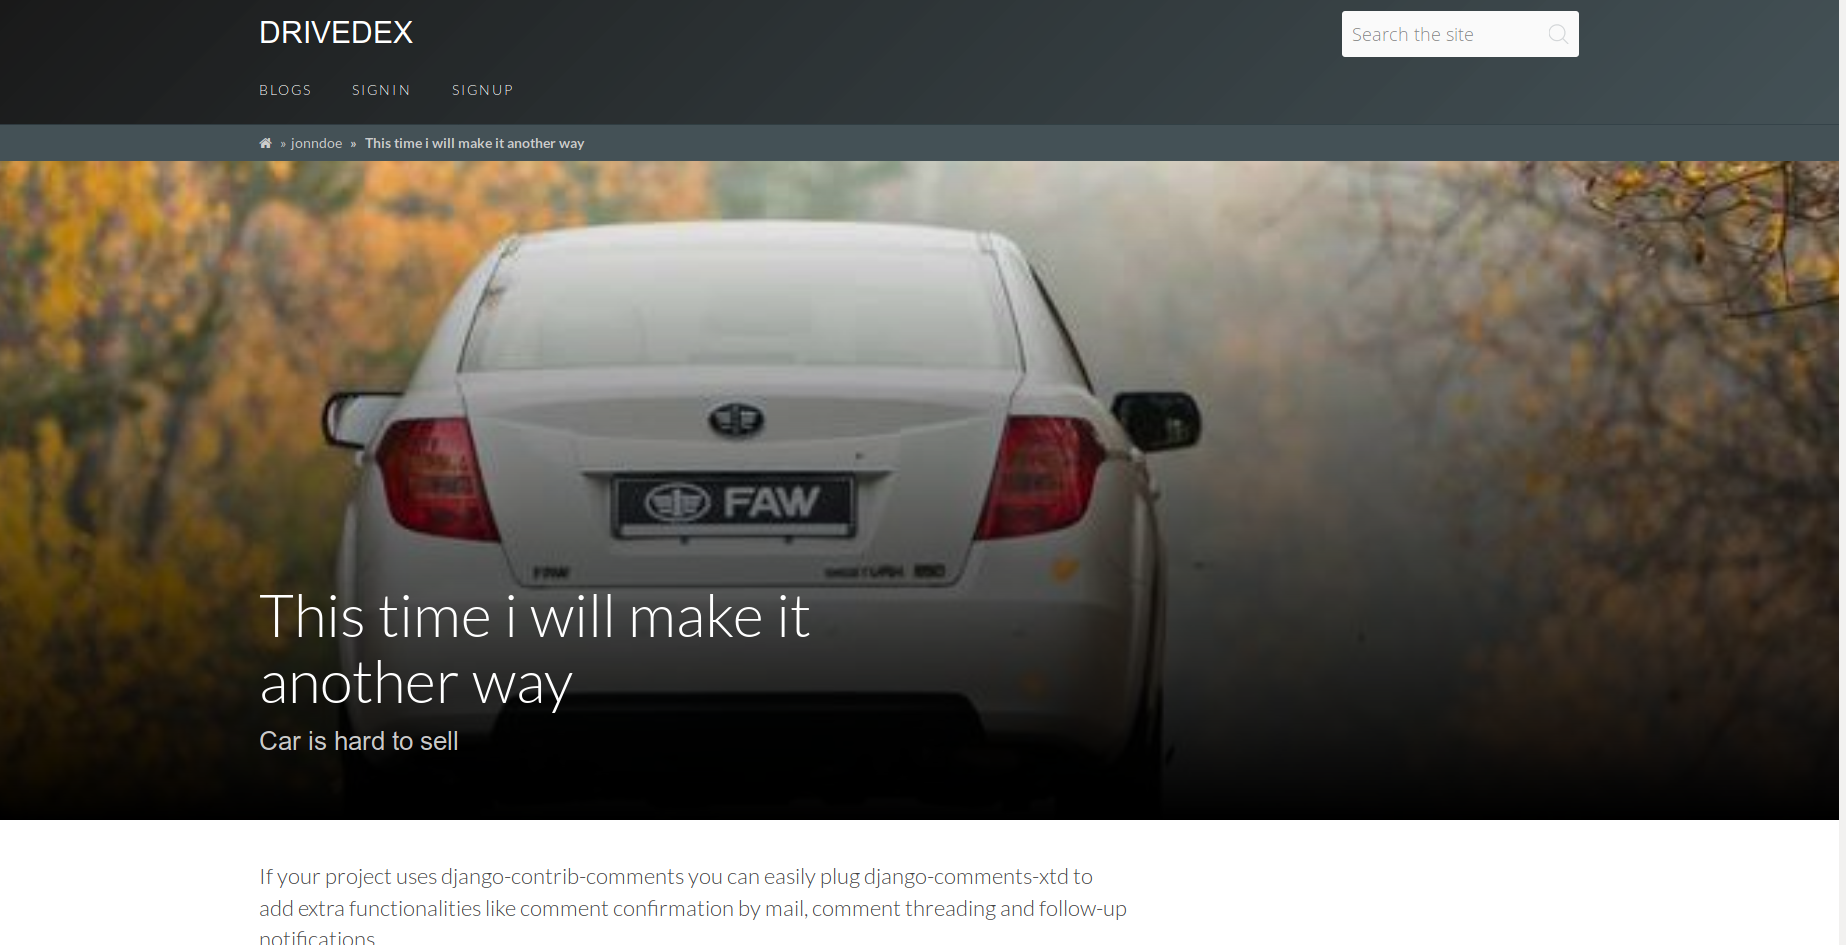 DRIVEDEX
Search the site
BLOGS SIGNIN SIGNUP
» jonndoe » This time i will make it another way
FAW
FAW
This time i will make it
another way
Car is hard to sell
If your project uses django-contrib-comments you can easily plug django-comments-xtd to
add extra functionalities like comment confirmation by mail, comment threading and follow-up
notifications